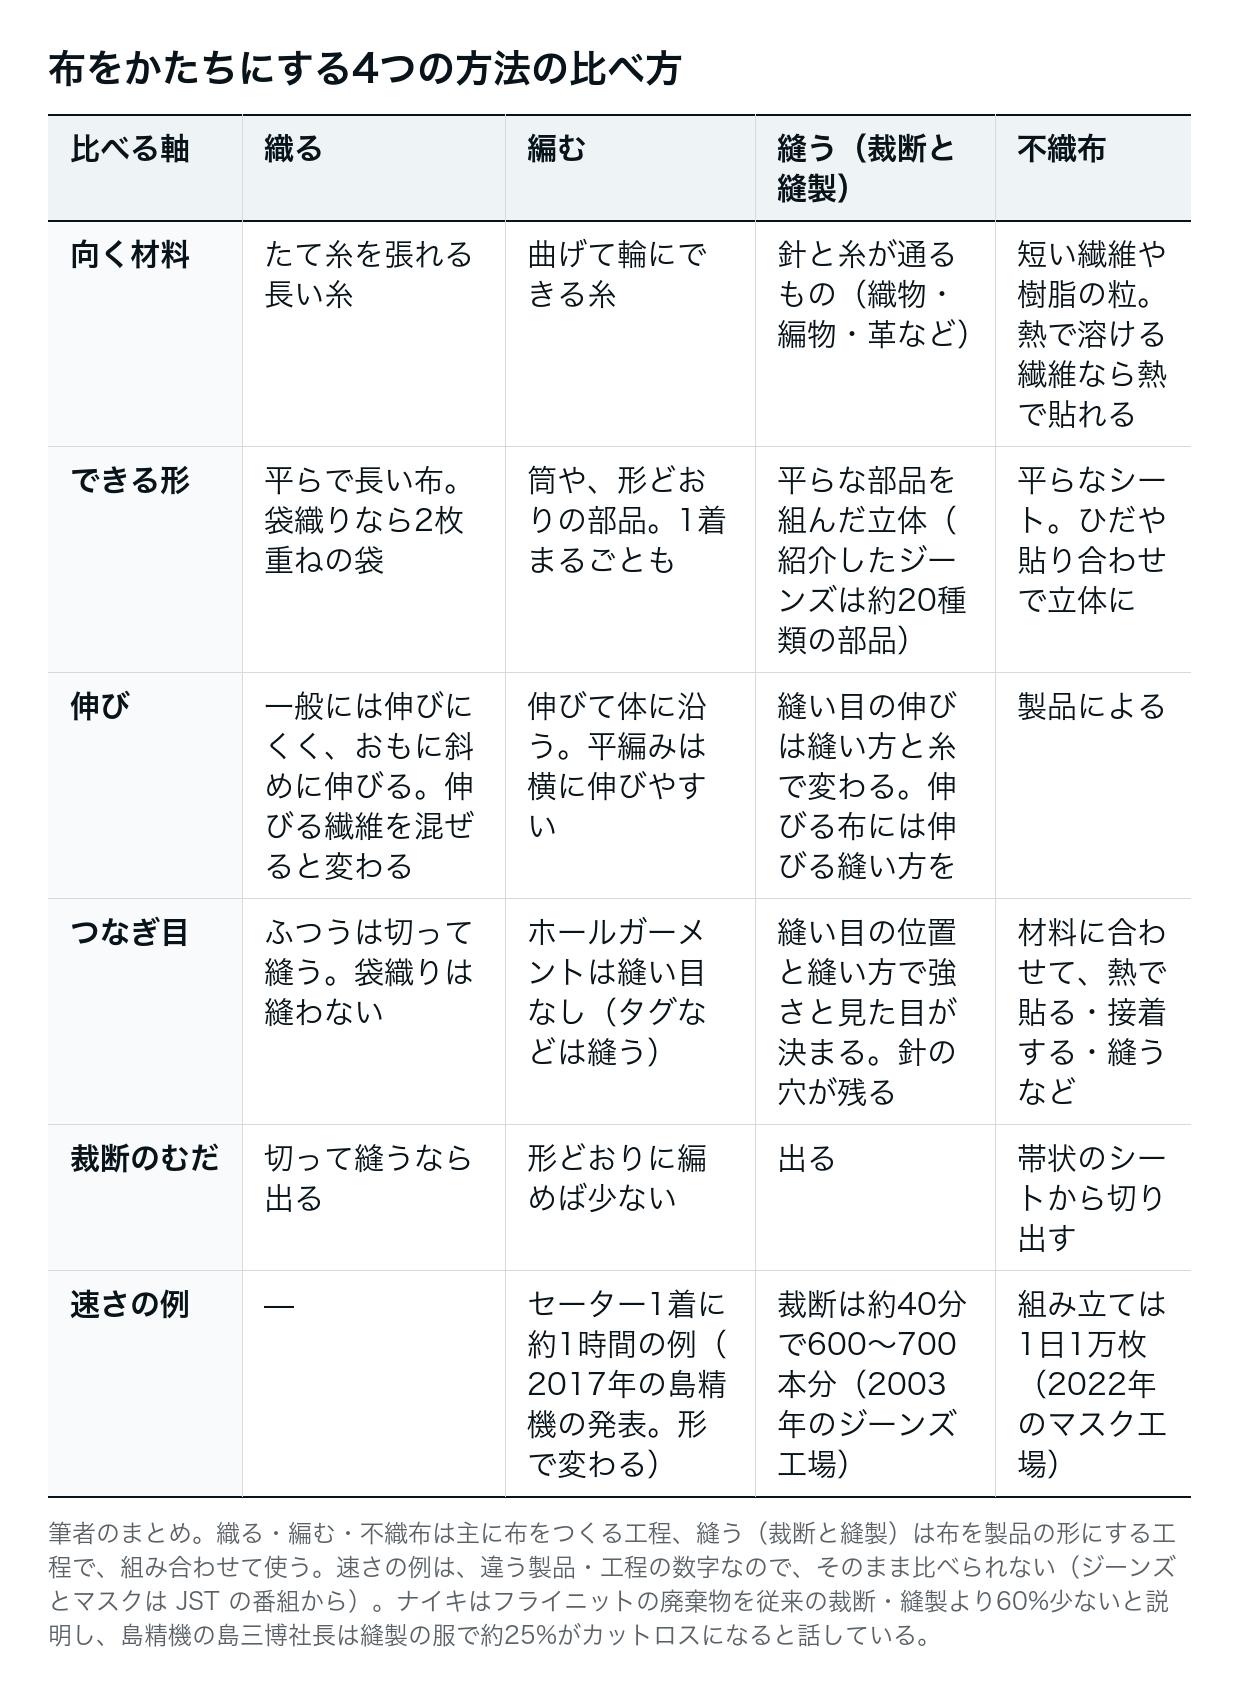 布をかたちにする4つの方法の比べ方
比べる軸
織る
編む
縫う（裁断と
縫製）
不織布
向く材料
たて糸を張れる
長い糸
曲げて輪にで
きる糸
針と糸が通る
もの（織物・
編物・革など）
短い繊維や
樹脂の粒。
熱で溶ける
繊維なら熱
で貼れる
できる形
平らで長い布。
袋織りなら2枚
重ねの袋
筒や、形どお
りの部品。1着
まるごとも
平らな部品を
組んだ立体（
紹介したジー
ンズは約20種
類の部品）
平らなシー
ト。ひだや
貼り合わせ
で立体に
伸び
一般には伸びに
くく、おもに斜
めに伸びる。伸
びる繊維を混ぜ
ると変わる
伸びて体に沿
う。平編みは
横に伸びやす
い
縫い目の伸び
は縫い方と糸
で変わる。伸
びる布には伸
びる縫い方を
製品による
つなぎ目
ふつうは切って
縫う。袋織りは
縫わない
ホールガーメ
ントは縫い目
なし（タグな
どは縫う）
縫い目の位置
と縫い方で強
さと見た目が
決まる。針の
穴が残る
材料に合わ
せて、熱で
貼る・接着
する・縫う
など
裁断のむだ
切って縫うなら
出る
形どおりに編
めば少ない
出る
帯状のシー
トから切り
出す
速さの例
—
セーター1着に
約1時間の例（
2017年の島精
機の発表。形
で変わる）
裁断は約40分
で600〜700
本分（2003
年のジーンズ
工場）
組み立ては
1日1万枚
（2022年
のマスク工
場）
筆者のまとめ。織る・編む・不織布は主に布をつくる工程、縫う（裁断と縫製）は布を製品の形にする工
程で、組み合わせて使う。速さの例は、違う製品・工程の数字なので、そのまま比べられない（ジーンズ
とマスクは JST の番組から）。ナイキはフライニットの廃棄物を従来の裁断・縫製より60%少ないと説
明し、島精機の島三博社長は縫製の服で約25%がカットロスになると話している。